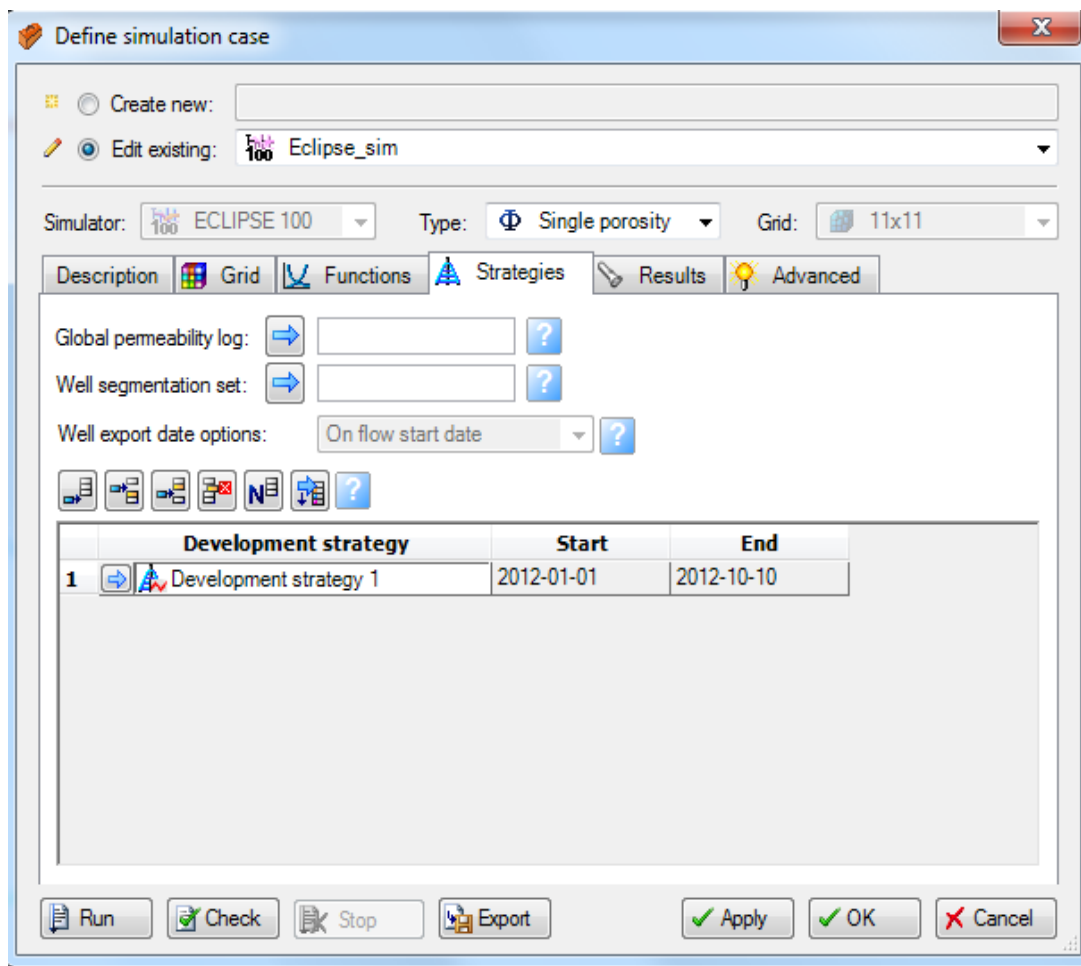 Define simulation case
x
Create new:
Edit existing: 100 Eclipse_sim
Simulator: 100 ECLIPSE 100 Type: Φ Single porosity Grid: 11x11
Description Grid Functions Strategies Results Advanced
Global permeability log: ?
Well segmentation set: ?
Well export date options: On flow start date ?
N ?
Development strategy Start End
1 Development strategy 1 2012-01-01 2012-10-10
Run Check Stop Export Apply OK Cancel